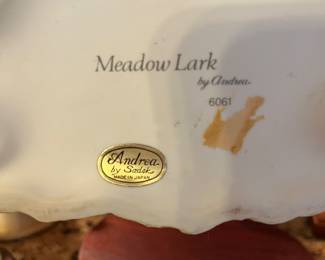 Meadow Lark
by Andrea
6061
Andrea
by Sadek
MADE IN JAPAN